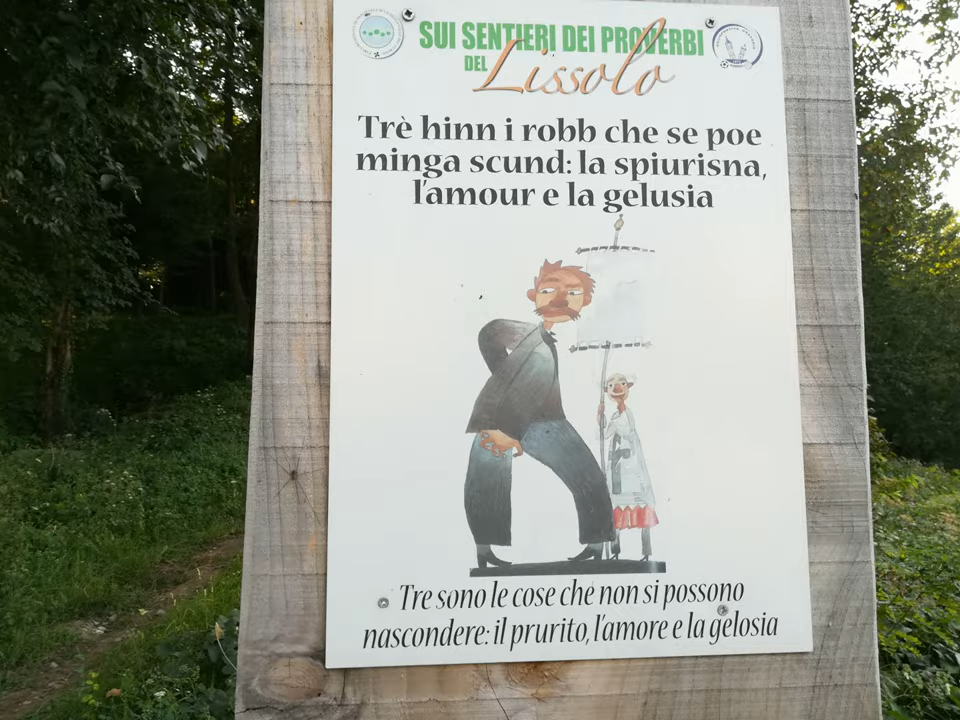 SUI SENTIERI DEI PROVERBI
DEL Lissolo
Trè hinn i robb che se poe
minga scund: la spiurisna,
l'amour e la gelusia
Tre sono le cose che non si possono
nascondere: il prurito, l'amore e la gelosia